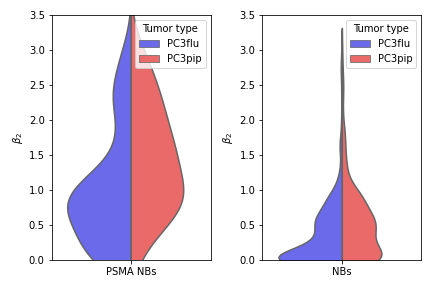 3.5
3.0
2.5
2.0
1.5
1.0
0.5
0.0
β₂
Tumor type
PC3flu
PC3pip
PSMA NBs
3.5
3.0
2.5
2.0
1.5
1.0
0.5
0.0
β₂
Tumor type
PC3flu
PC3pip
NBs